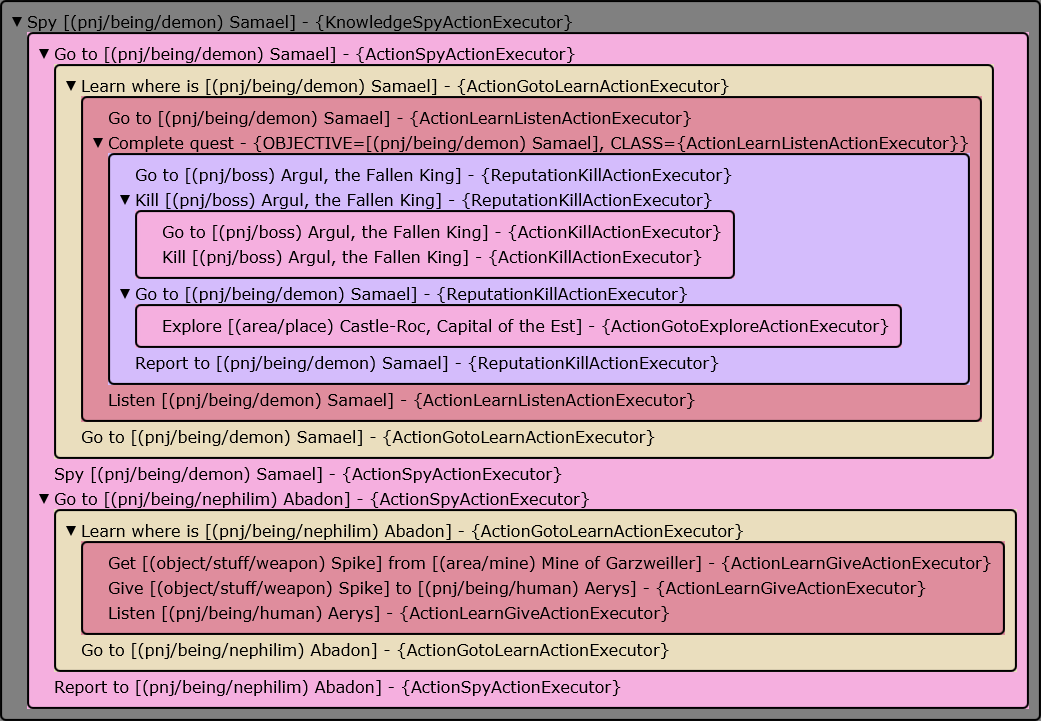 ▼ Spy [(pnj/being/demon) Samael] - {KnowledgeSpyActionExecutor}
▼ Go to [(pnj/being/demon) Samael] - {ActionSpyActionExecutor}
▼ Learn where is [(pnj/being/demon) Samael] - {ActionGotoLearnActionExecutor}
Go to [(pnj/being/demon) Samael] - {ActionLearnListenActionExecutor}
▼ Complete quest - {OBJECTIVE=[(pnj/being/demon) Samael], CLASS={ActionLearnListenActionExecutor}}
Go to [(pnj/boss) Argul, the Fallen King] - {ReputationKillActionExecutor}
▼ Kill [(pnj/boss) Argul, the Fallen King] - {ReputationKillActionExecutor}
Go to [(pnj/boss) Argul, the Fallen King] - {ActionKillActionExecutor}
Kill [(pnj/boss) Argul, the Fallen King] - {ActionKillActionExecutor}
▼ Go to [(pnj/being/demon) Samael] - {ReputationKillActionExecutor}
Explore [(area/place) Castle-Roc, Capital of the Est] - {ActionGotoExploreActionExecutor}
Report to [(pnj/being/demon) Samael] - {ReputationKillActionExecutor}
Listen [(pnj/being/demon) Samael] - {ActionLearnListenActionExecutor}
Go to [(pnj/being/demon) Samael] - {ActionGotoLearnActionExecutor}
Spy [(pnj/being/demon) Samael] - {ActionSpyActionExecutor}
▼ Go to [(pnj/being/nephilim) Abadon] - {ActionSpyActionExecutor}
▼ Learn where is [(pnj/being/nephilim) Abadon] - {ActionGotoLearnActionExecutor}
Get [(object/stuff/weapon) Spike] from [(area/mine) Mine of Garzweiller] - {ActionLearnGiveActionExecutor}
Give [(object/stuff/weapon) Spike] to [(pnj/being/human) Aerys] - {ActionLearnGiveActionExecutor}
Listen [(pnj/being/human) Aerys] - {ActionLearnGiveActionExecutor}
Go to [(pnj/being/nephilim) Abadon] - {ActionGotoLearnActionExecutor}
Report to [(pnj/being/nephilim) Abadon] - {ActionSpyActionExecutor}